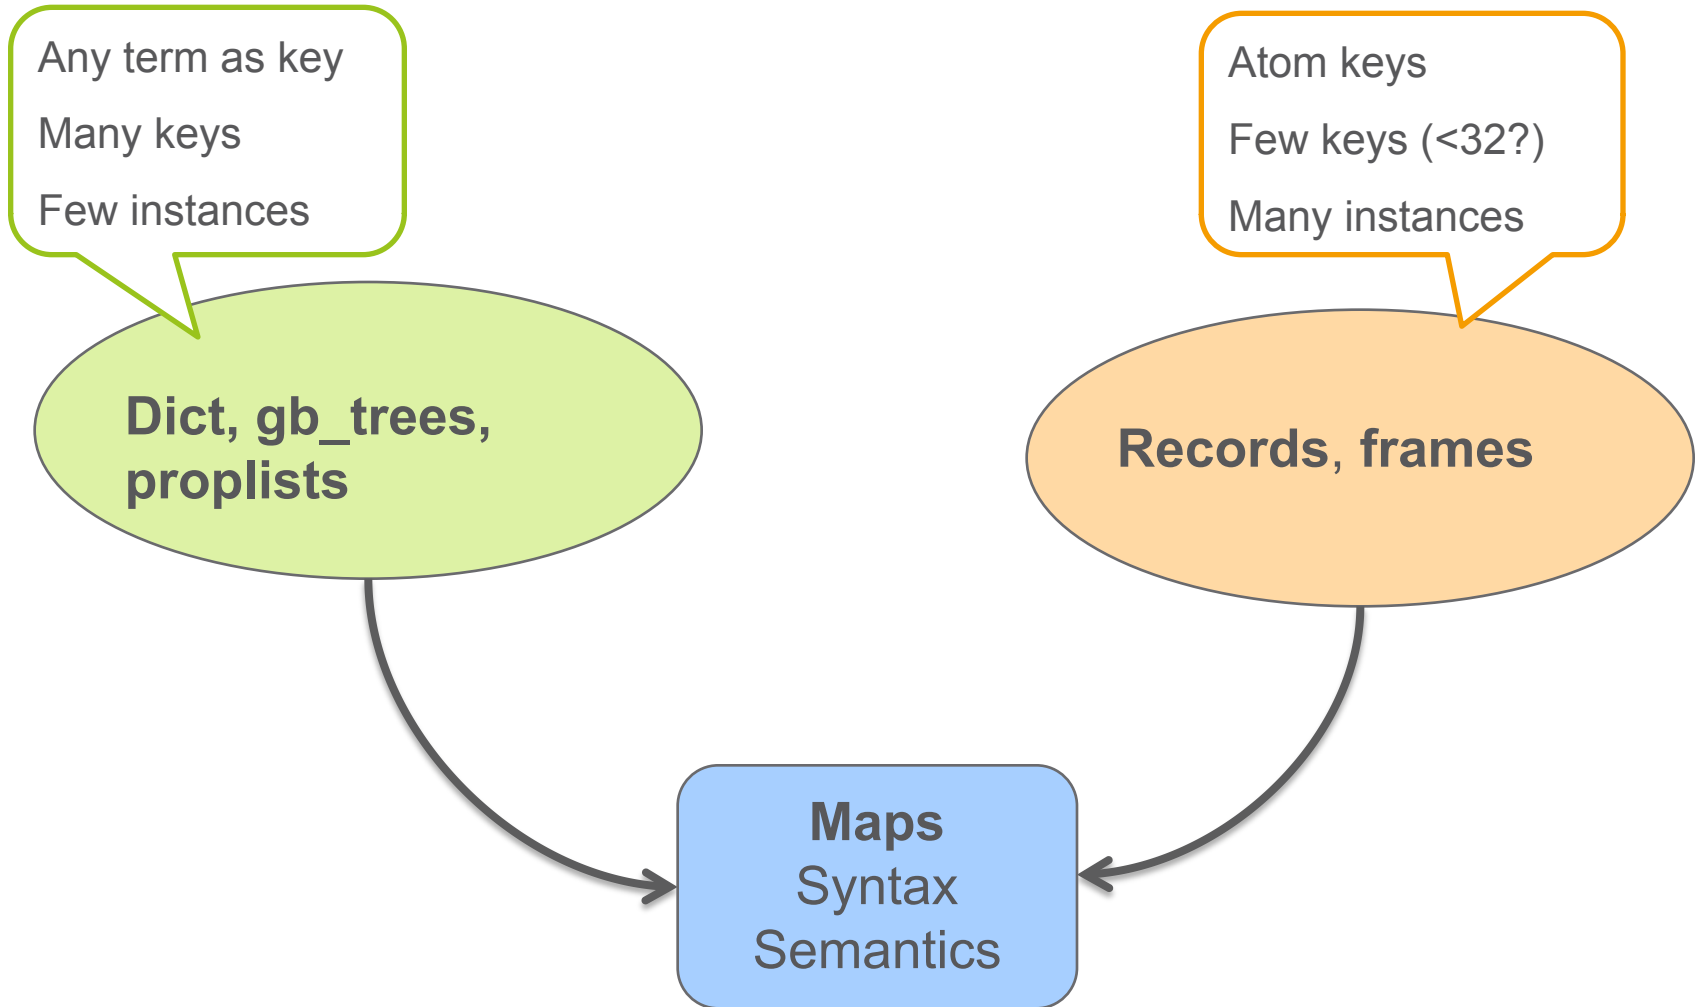 Any term as key
Many keys
Few instances
Atom keys
Few keys (<32?)
Many instances
Dict, gb_trees,
proplists
Records, frames
Maps
Syntax
Semantics